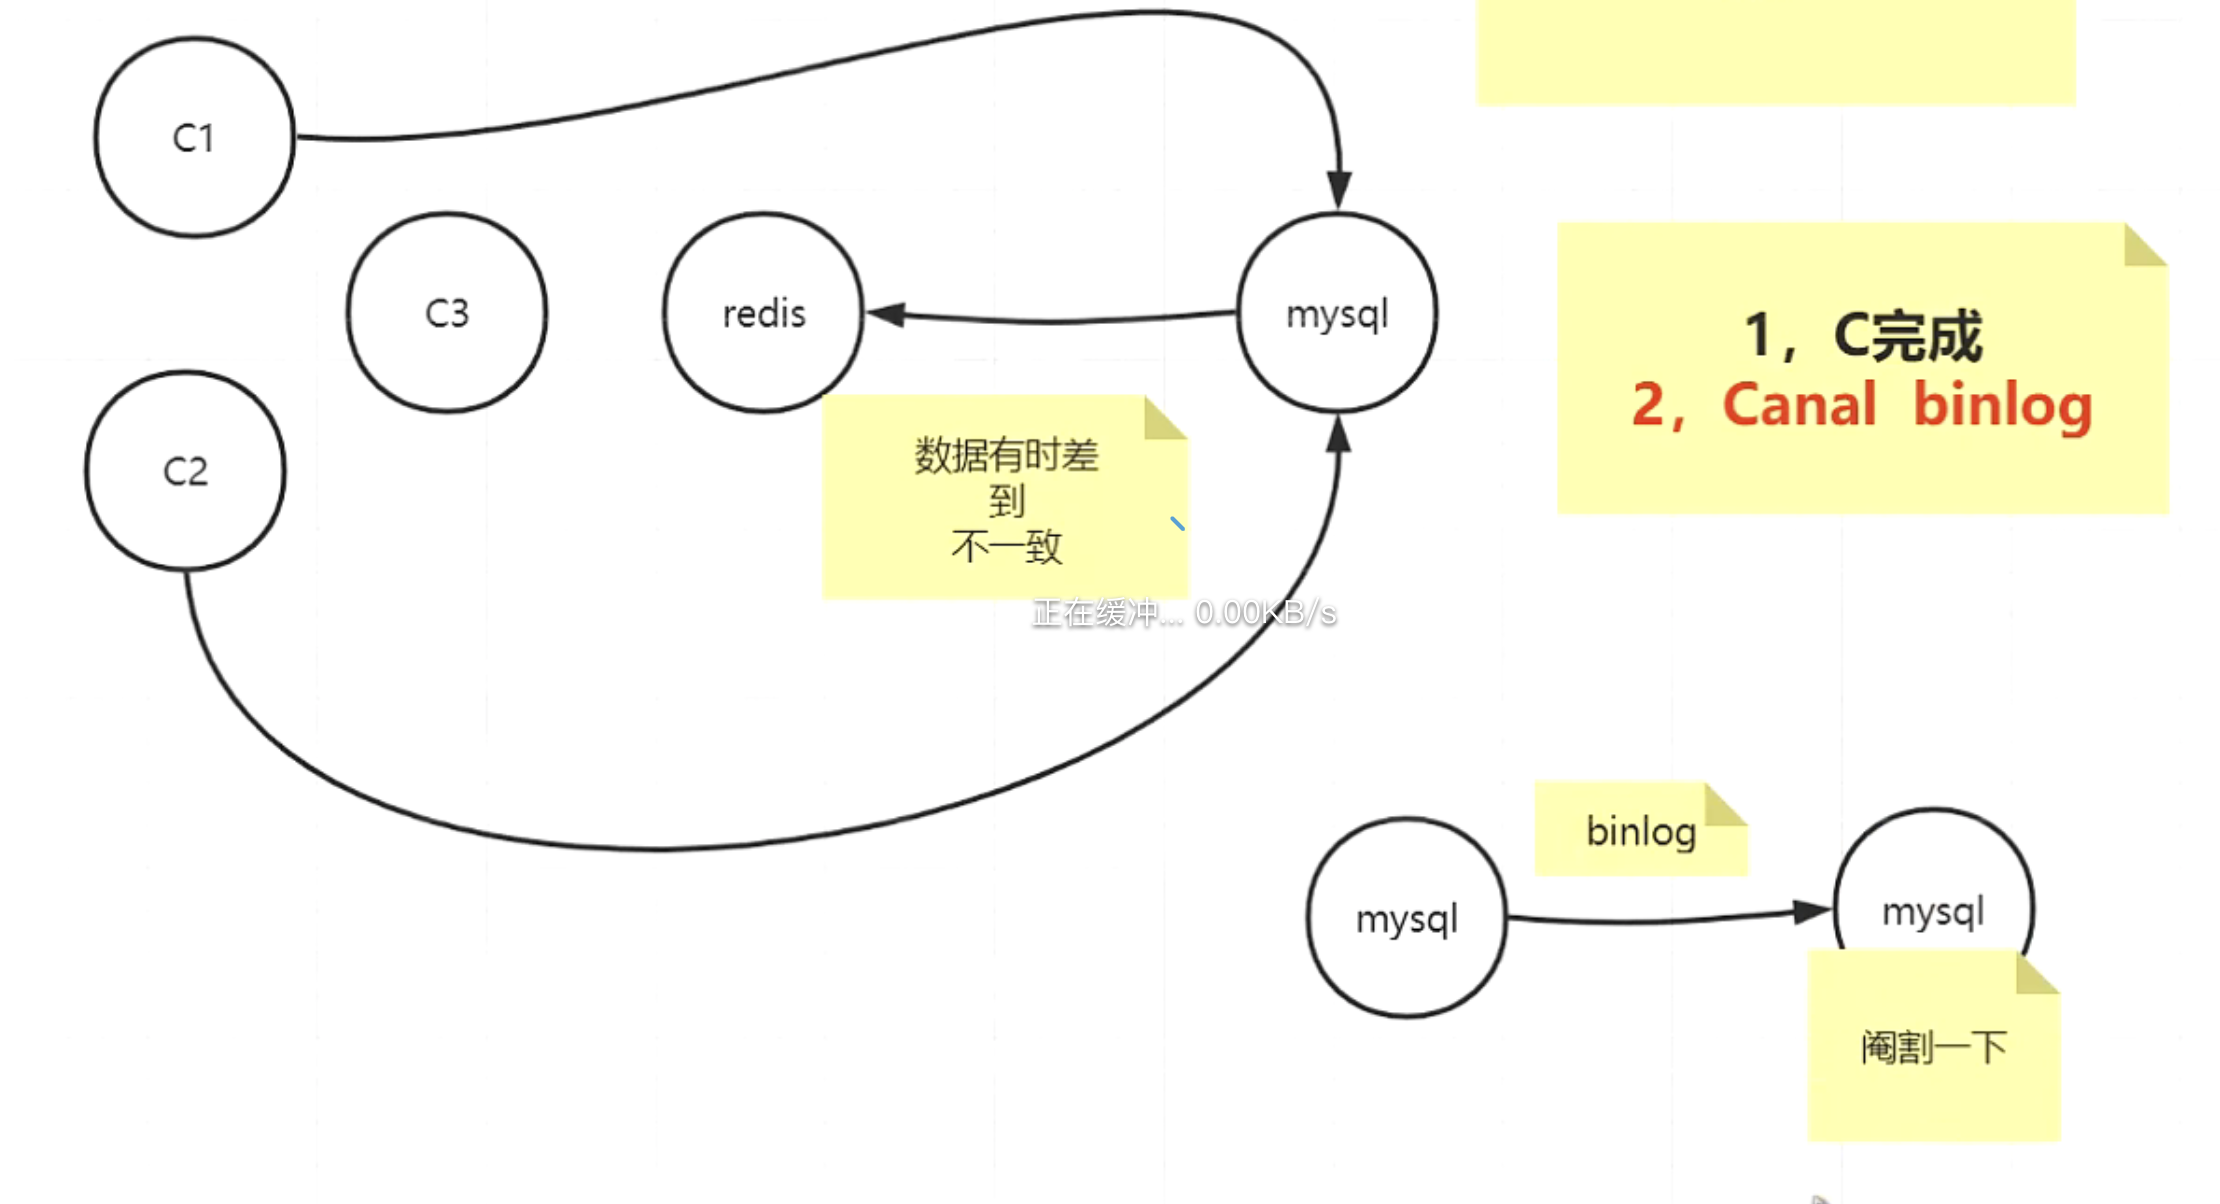 C1
C3
redis
mysql
C2
1，C完成
2，Canal binlog
数据有时差
到
不一致
正在缓冲... 0.00KB/s
binlog
mysql
mysql
阉割一下